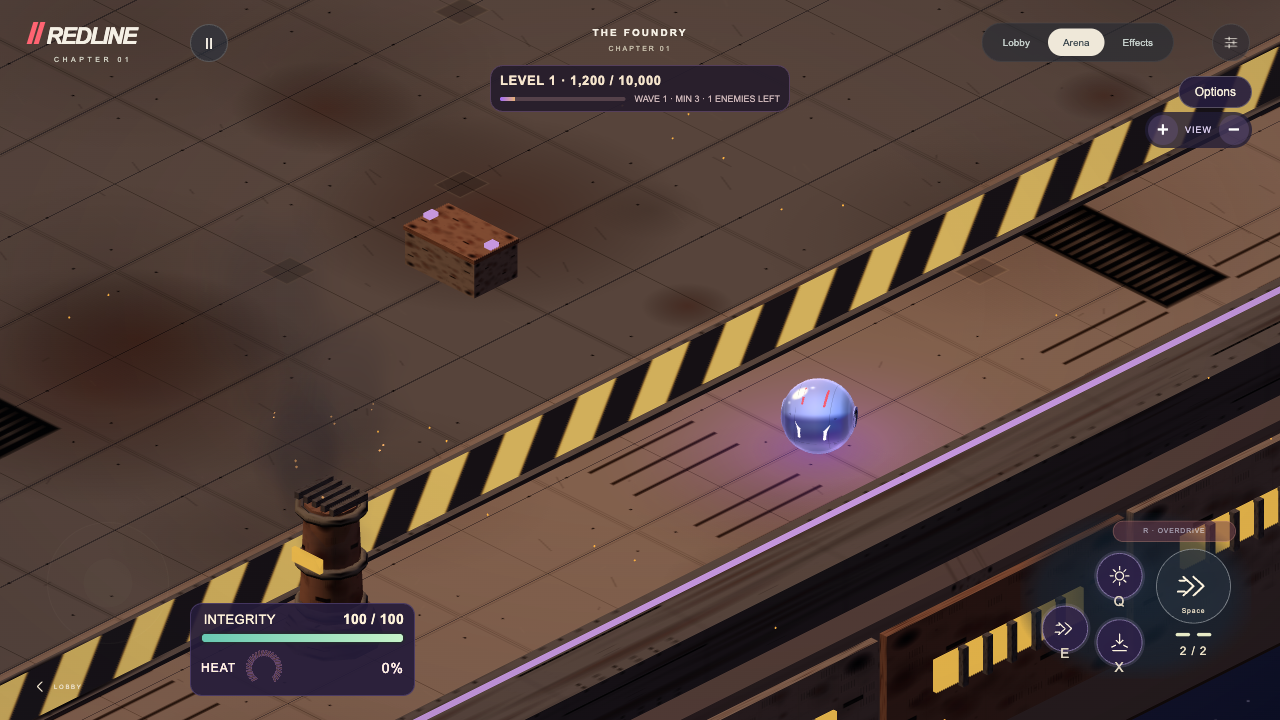 REDLINE
CHAPTER 01
THE FOUNDRY
CHAPTER 01
Lobby Arena Effects
LEVEL 1 · 1,200 / 10,000
WAVE 1 · MIN 3 · 1 ENEMIES LEFT
Options
+ VIEW −
R · OVERDRIVE
Q
Space
E
X
2 / 2
INTEGRITY 100 / 100
HEAT 0%
LOBBY